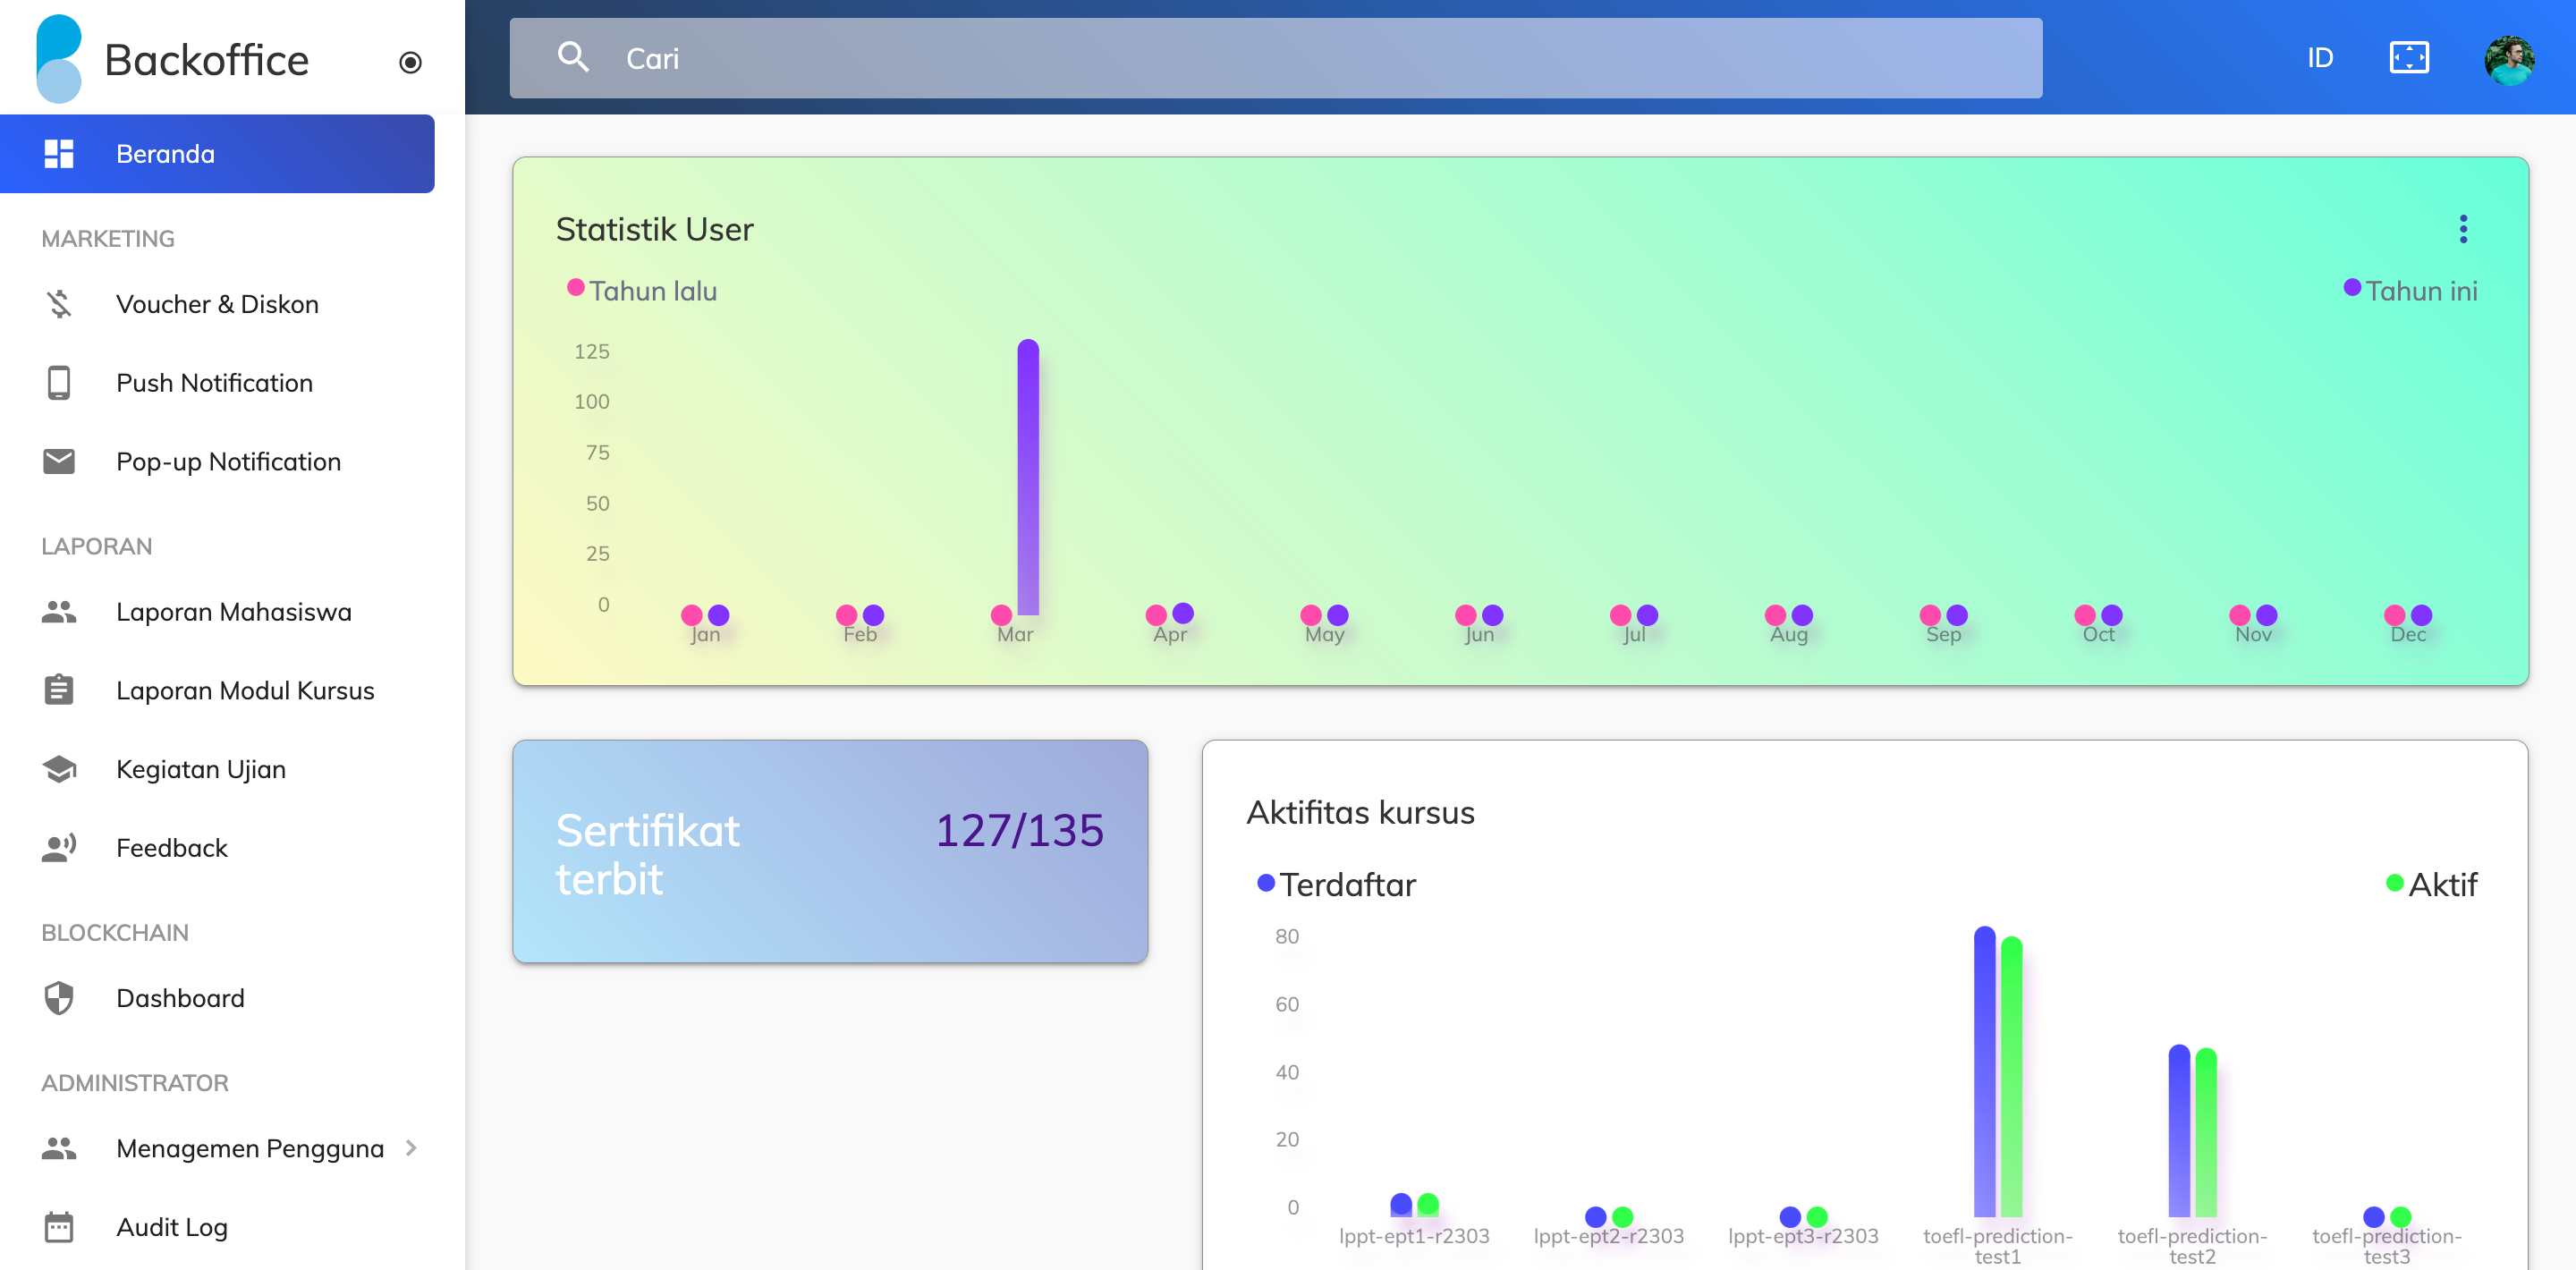 Backoffice
Cari
ID
Beranda
MARKETING
Voucher & Diskon
Push Notification
Pop-up Notification
LAPORAN
Laporan Mahasiswa
Laporan Modul Kursus
Kegiatan Ujian
Feedback
BLOCKCHAIN
Dashboard
ADMINISTRATOR
Menagemen Pengguna
Audit Log
Statistik User
Tahun lalu
Tahun ini
125
100
75
50
25
0
Jan Feb Mar Apr May Jun Jul Aug Sep Oct Nov Dec
Sertifikat
terbit
127/135
Aktifitas kursus
Terdaftar
Aktif
80
60
40
20
0
lppt-ept1-r2303 lppt-ept2-r2303 lppt-ept3-r2303 toefl-prediction- toefl-prediction- toefl-prediction-
test1 test2 test3